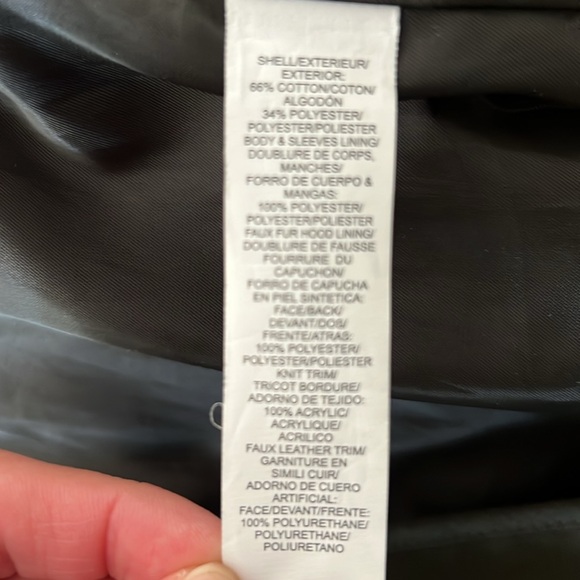 SHELL/EXTERIEUR/
EXTERIOR:
66% COTTON/COTON/
ALGODÓN
34% POLYESTER/
POLYESTER/POLIESTER
BODY & SLEEVES LINING/
DOUBLURE DE CORPS,
MANCHES/
FORRO DE CUERPO &
MANGAS:
100% POLYESTER/
POLYESTER/POLIESTER
FAUX FUR HOOD LINING/
DOUBLURE DE FAUSSE
FOURRURE DU
CAPUCHON/
FORRO DE CAPUCHA
EN PIEL SINTETICA:
FACE/BACK/
DEVANT/DOS/
FRENTE/ATRAS:
100% POLYESTER/
POLYESTER/POLIESTER
KNIT TRIM/
TRICOT BORDURE/
ADORNO DE TEJIDO:
100% ACRYLIC/
ACRYLIQUE/
ACRILICO
FAUX LEATHER TRIM/
GARNITURE EN
SIMILI CUIR/
ADORNO DE CUERO
ARTIFICIAL:
FACE/DEVANT/FRENTE:
100% POLYURETHANE/
POLYURETHANE/
POLIURETANO